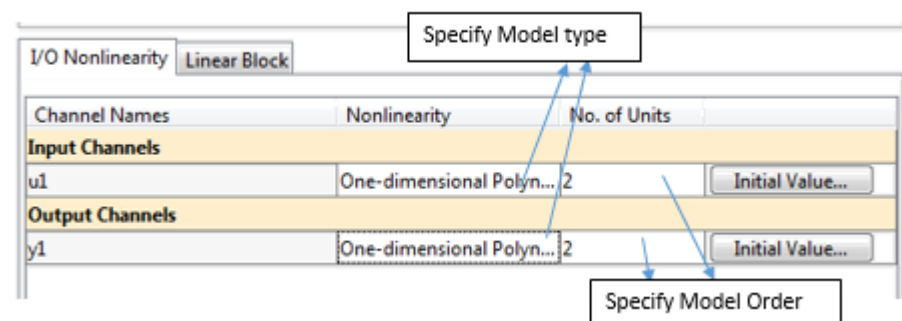 Specify Model type
I/O Nonlinearity Linear Block
Channel Names Nonlinearity No. of Units
Input Channels
u1 One-dimensional Polyn... 2 Initial Value...
Output Channels
y1 One-dimensional Polyn... 2 Initial Value...
Specify Model Order